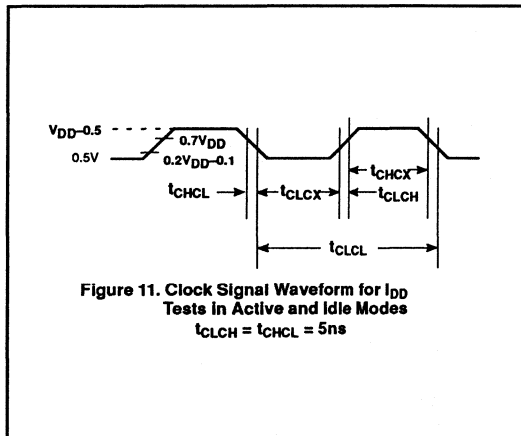 VDD–0.5
0.7VDD
0.5V
0.2VDD–0.1
tCHCX
tCHCL
tCLCX
tCLCH
tCLCL
Figure 11. Clock Signal Waveform for IDD
Tests in Active and Idle Modes
tCLCH = tCHCL = 5ns